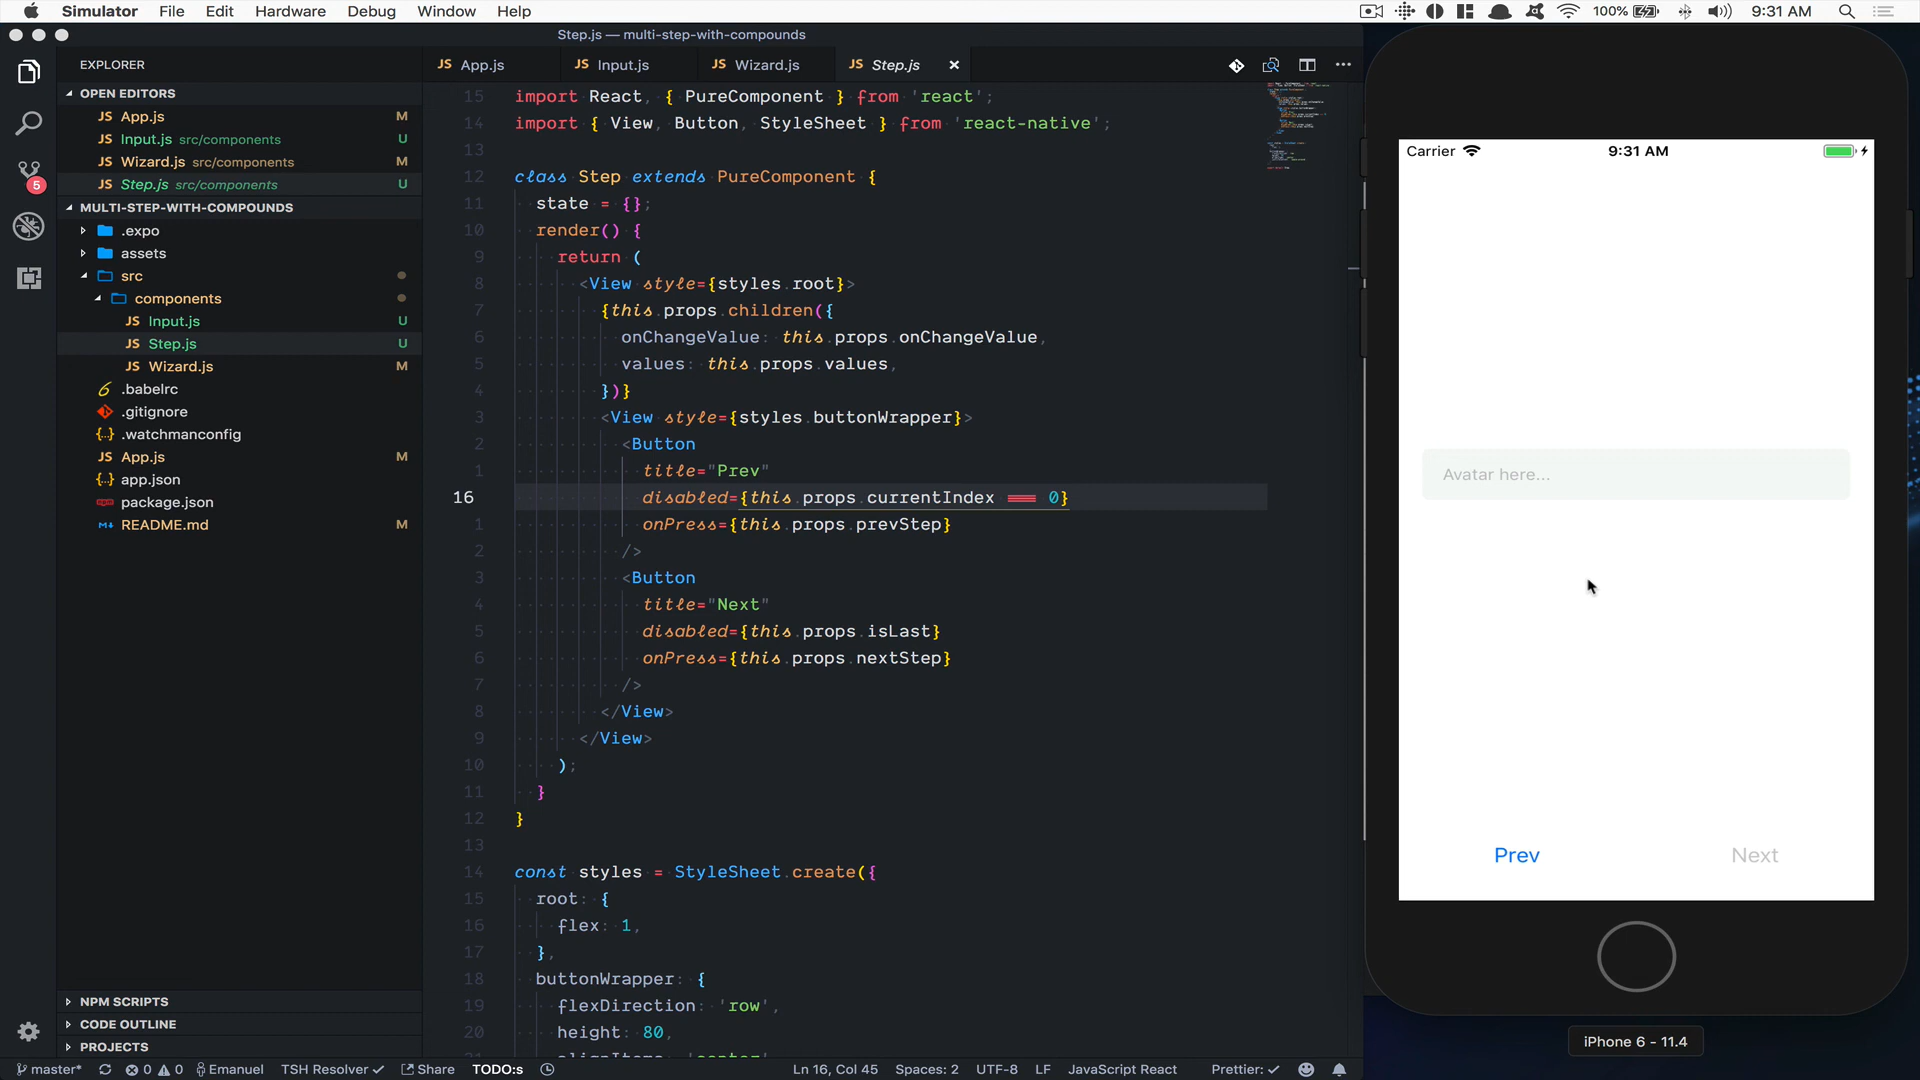 Simulator File Edit Hardware Debug Window Help 100% 9:31 AM
Step.js — multi-step-with-compounds
EXPLORER
OPEN EDITORS
JS App.js M
JS Input.js src/components U
JS Wizard.js src/components M
JS Step.js src/components U
MULTI-STEP-WITH-COMPOUNDS
.expo
assets
src
components
JS Input.js U
JS Step.js U
JS Wizard.js M
.babelrc
.gitignore
{..} .watchmanconfig
JS App.js M
{..} app.json
package.json
README.md M
NPM SCRIPTS
CODE OUTLINE
PROJECTS
5
JS App.js JS Input.js JS Wizard.js JS Step.js
15 import React, { PureComponent } from 'react';
14 import { View, Button, StyleSheet } from 'react-native';
13
12 class Step extends PureComponent {
11 state = {};
10 render() {
9 return (
8 <View style={styles.root}>
7 {this.props.children({
6 onChangeValue: this.props.onChangeValue,
5 values: this.props.values,
4 })}
3 <View style={styles.buttonWrapper}>
2 <Button
1 title="Prev"
16 disabled={this.props.currentIndex === 0}
1 onPress={this.props.prevStep}
2 />
3 <Button
4 title="Next"
5 disabled={this.props.isLast}
6 onPress={this.props.nextStep}
7 />
8 </View>
9 </View>
10 );
11 }
12 }
13
14 const styles = StyleSheet.create({
15 root: {
16 flex: 1,
17 },
18 buttonWrapper: {
19 flexDirection: 'row',
20 height: 80,
21 alignItems: 'center',
master* 0 0 Emanuel TSH Resolver Share TODO:s Ln 16, Col 45 Spaces: 2 UTF-8 LF JavaScript React Prettier:
Carrier 9:31 AM
Avatar here...
Prev Next
iPhone 6 - 11.4